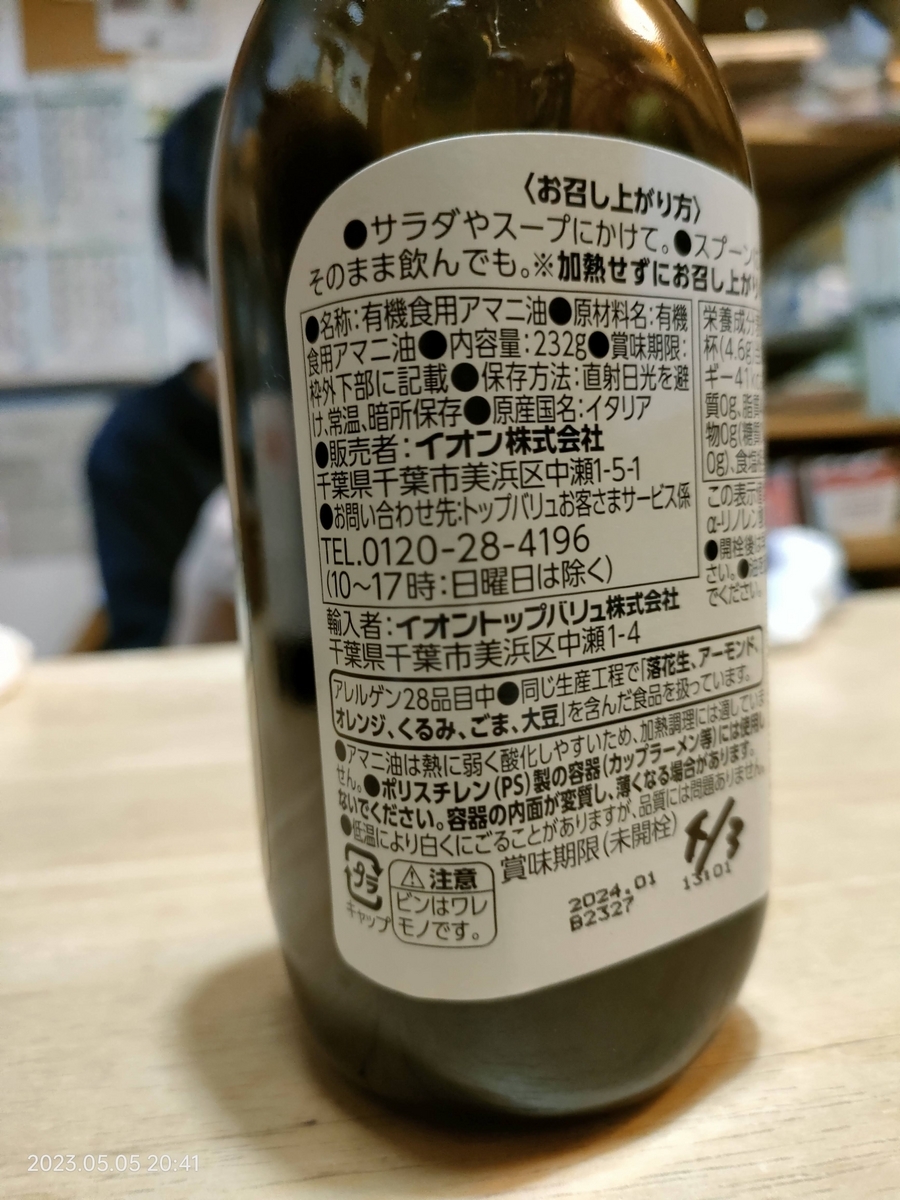 〈お召し上がり方〉
●サラダやスープにかけて。●スプーン
そのまま飲んでも。※加熱せずにお召し上がり
●名称:有機食用アマニ油●原材料名:有機
食用アマニ油●内容量:232g●賞味期限:
枠外下部に記載●保存方法:直射日光を避
け、常温、暗所保存●原産国名:イタリア
●販売者:イオン株式会社
千葉県千葉市美浜区中瀬1-5-1
●お問い合わせ先:トップバリュお客さまサービス係
TEL.0120-28-4196
(10〜17時:日曜日は除く)
栄養成分
杯(4.6g
ギー41
質0g、脂
物0g(糖
0g)、食塩
この表示
α-リノレン
●開栓後
さい。●
でください
輸入者:イオントップバリュ株式会社
千葉県千葉市美浜区中瀬1-4
アレルゲン28品目中●同じ生産工程で「落花生、アーモンド、
オレンジ、くるみ、ごま、大豆」を含んだ食品を扱っています。
●アマニ油は熱に弱く酸化しやすいため、加熱調理には適していま
せん。●ポリスチレン(PS)製の容器(カップラーメン等)には使用し
ないでください。容器の内面が変質し、薄くなる場合があります。
●低温により白くにごることがありますが、品質には問題ありません。
プラ
キャップ
⚠注意
ビンはワレ
モノです。
賞味期限(未開栓)
2024.01 13:01
B2327
2023.05.05 20:41